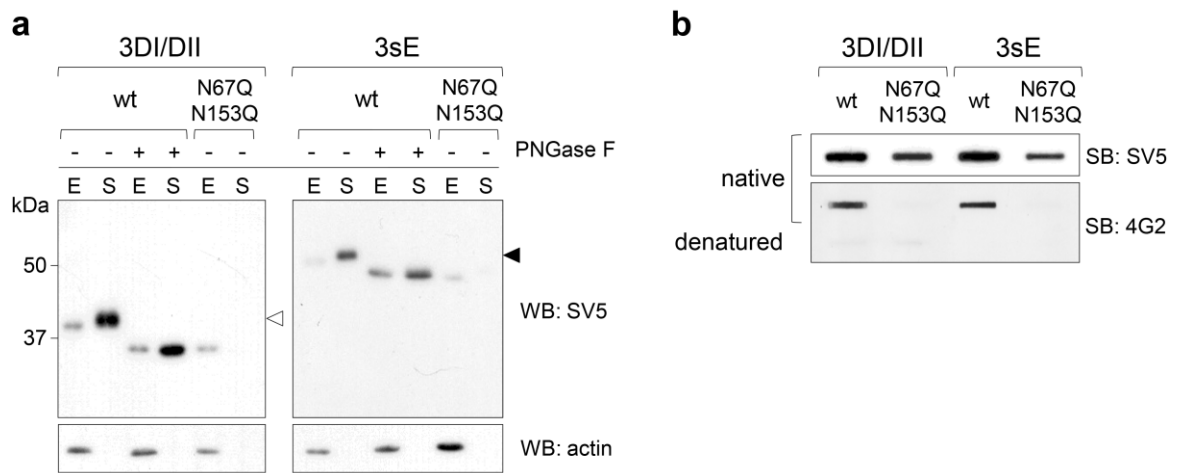 a
3DI/DII 3sE
wt N67Q N153Q wt N67Q N153Q
- - + + - - - - + + - - PNGase F
E S E S E S E S E S E S
kDa
50
37
WB: SV5
WB: actin
b
3DI/DII 3sE
wt N67Q N153Q wt N67Q N153Q
native
SB: SV5
denatured
SB: 4G2